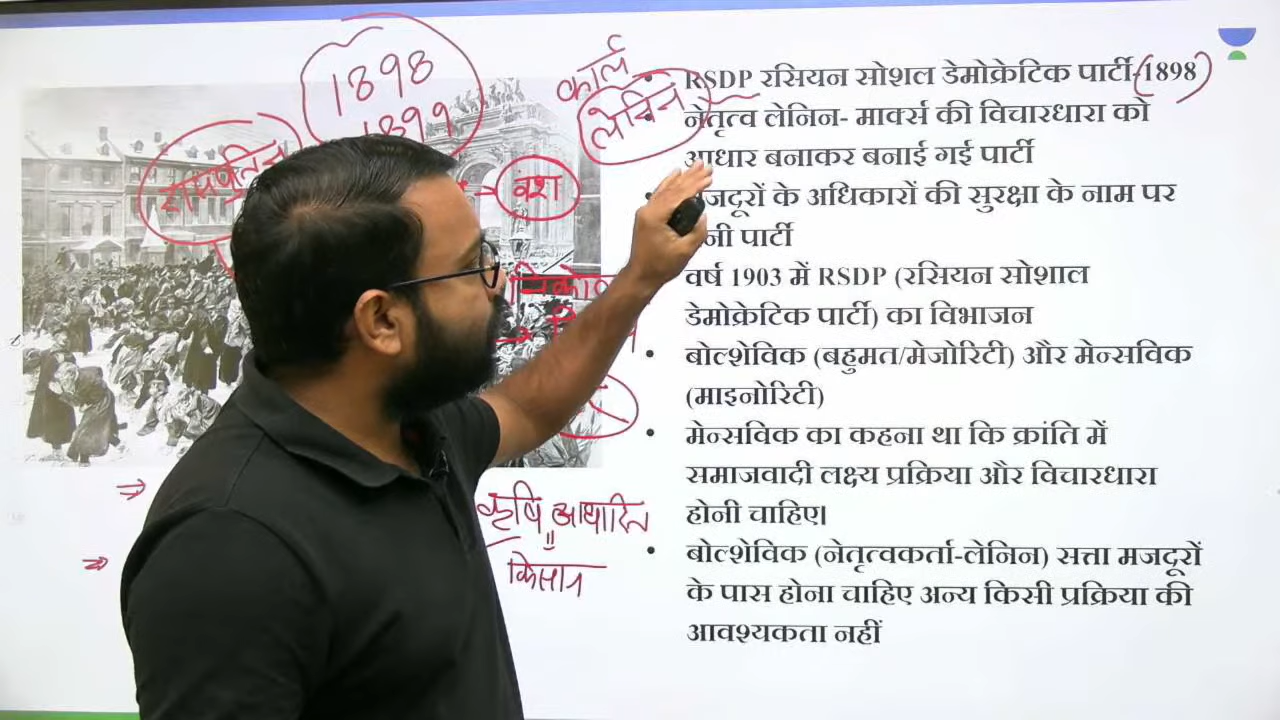 1898
1899
कार्ल
लेनिन
वंश
कृषि आधारित
किसान
RSDP रसियन सोशल डेमोक्रेटिक पार्टी-1898
नेतृत्व लेनिन- मार्क्स की विचारधारा को
आधार बनाकर बनाई गई पार्टी
मजदूरों के अधिकारों की सुरक्षा के नाम पर
पार्टी
वर्ष 1903 में RSDP (रसियन सोशाल
डेमोक्रेटिक पार्टी) का विभाजन
बोल्शेविक (बहुमत/मेजोरिटी) और मेन्सविक
(माइनोरिटी)
मेन्सविक का कहना था कि क्रांति में
समाजवादी लक्ष्य प्रक्रिया और विचारधारा
होनी चाहिए।
बोल्शेविक (नेतृत्वकर्ता-लेनिन) सत्ता मजदूरों
के पास होना चाहिए अन्य किसी प्रक्रिया की
आवश्यकता नहीं